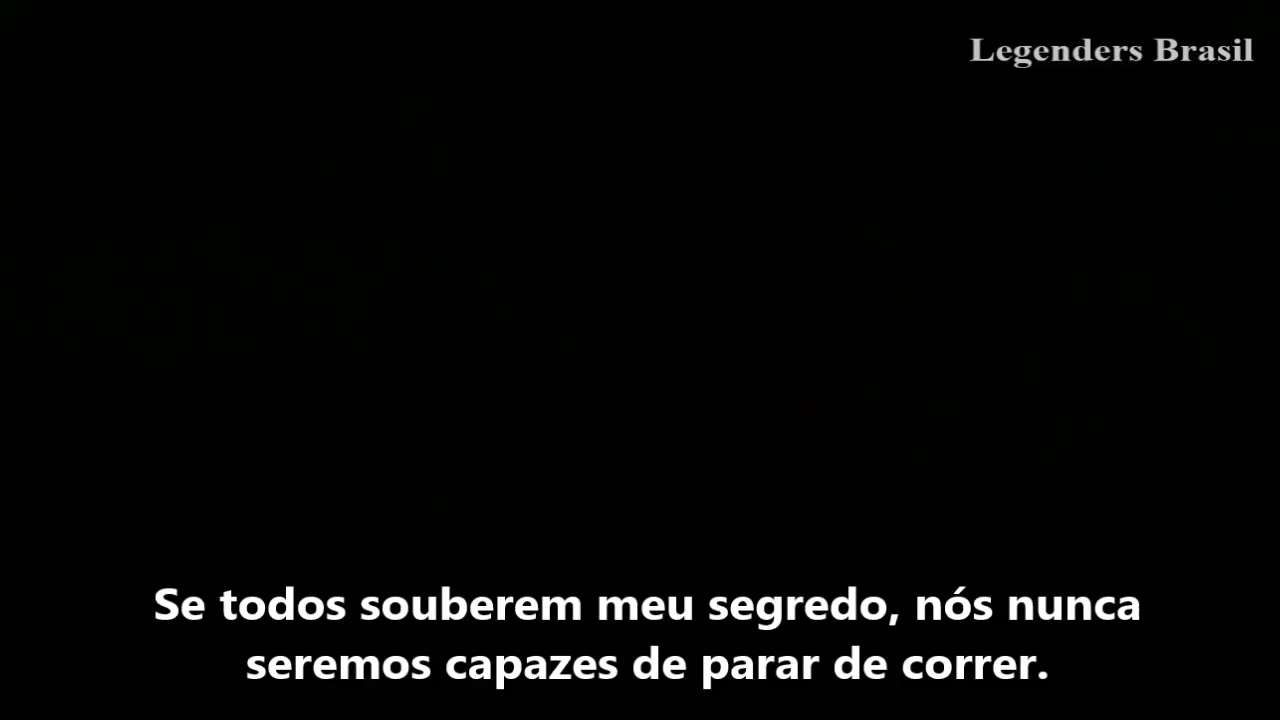 Legenders Brasil
Se todos souberem meu segredo, nós nunca
seremos capazes de parar de correr.